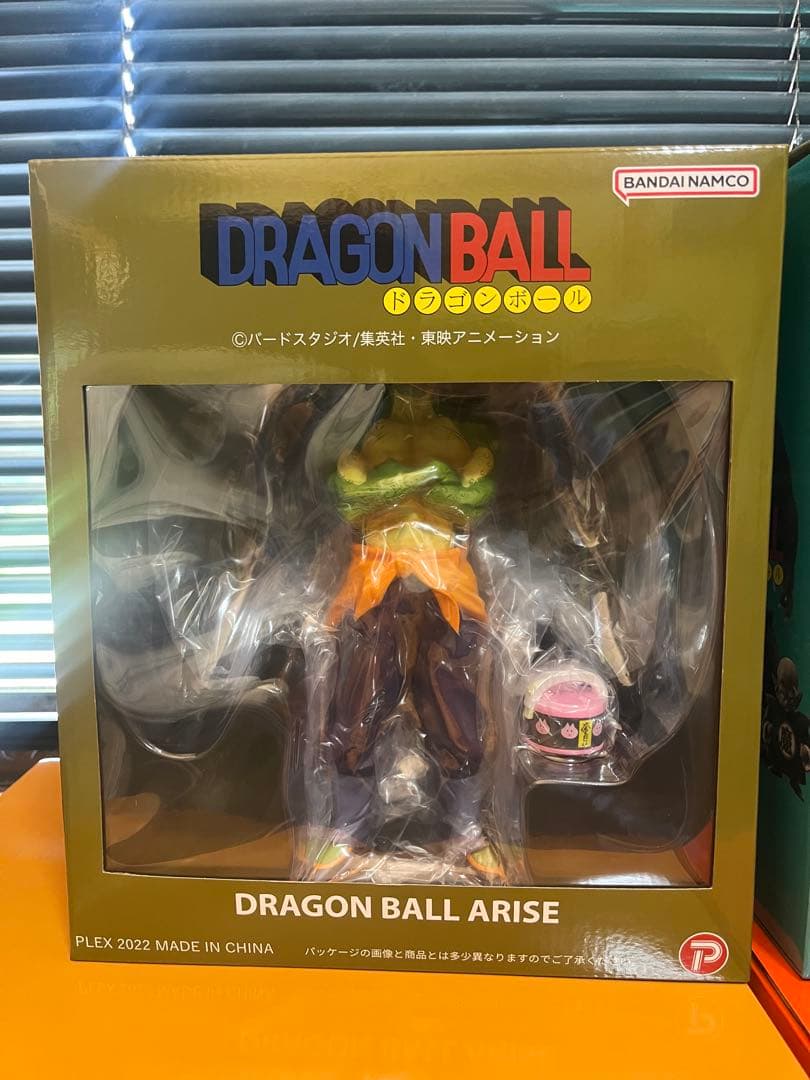 BANDAI NAMCO
DRAGON BALL
ドラゴンボール
©バードスタジオ/集英社・東映アニメーション
DRAGON BALL ARISE
PLEX 2022 MADE IN CHINA
パッケージの画像と商品とは多少異なりますのでご了承ください
P